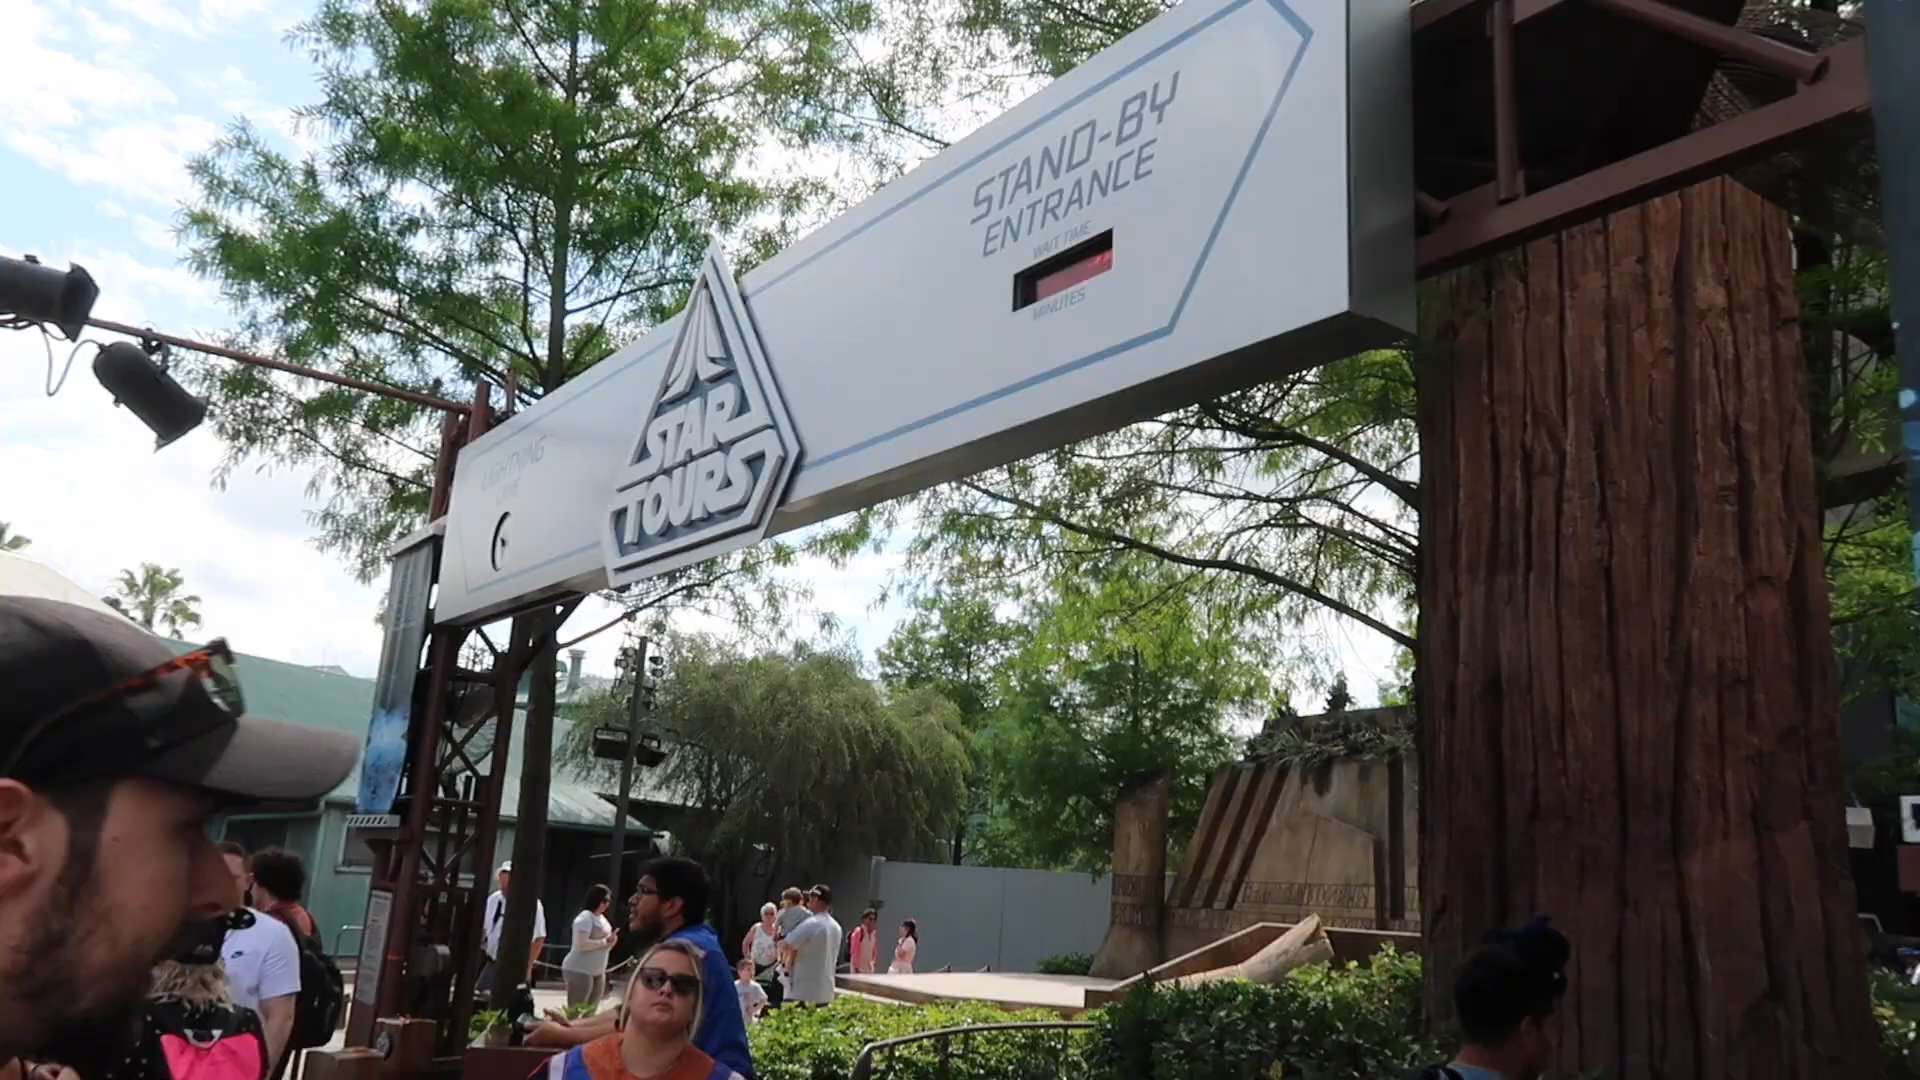 LIGHTNING
LANE
STAR
TOURS
STAND-BY
ENTRANCE
WAIT TIME
MINUTES